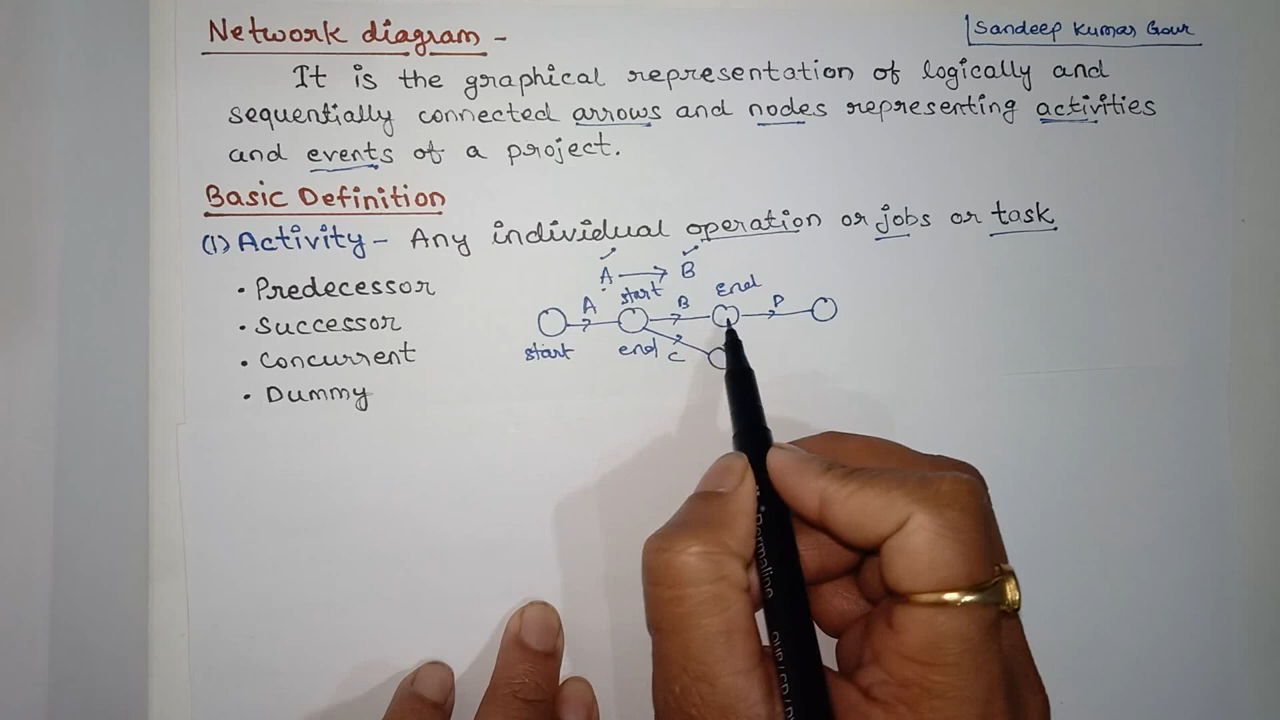 Network diagram -
Sandeep Kumar Gour
It is the graphical representation of logically and
sequentially connected arrows and nodes representing activities
and events of a project.
Basic Definition
(1) Activity - Any individual operation or jobs or task
A → B
• Predecessor
• Successor
• Concurrent
• Dummy
start End
A B D
start end C
Permaline